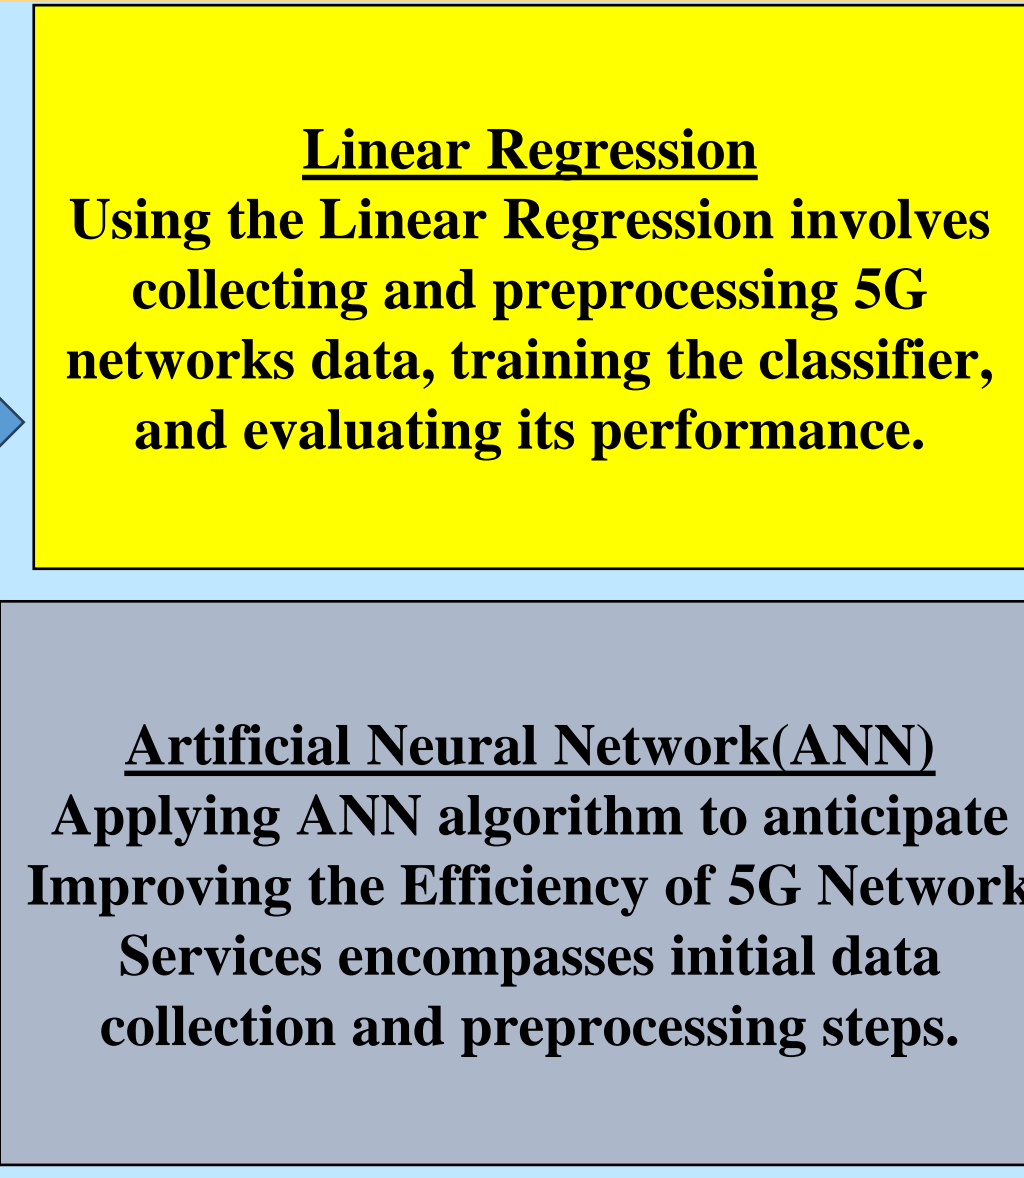 Linear Regression
Using the Linear Regression involves
collecting and preprocessing 5G
networks data, training the classifier,
and evaluating its performance.
Artificial Neural Network(ANN)
Applying ANN algorithm to anticipate
Improving the Efficiency of 5G Network
Services encompasses initial data
collection and preprocessing steps.